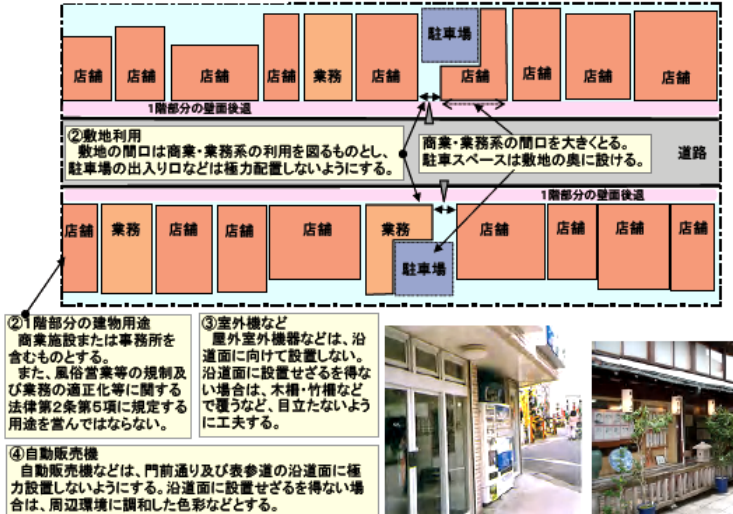 駐車場
店舗 店舗 店舗 店舗 業務 店舗 店舗 店舗 店舗 店舗
1階部分の壁面後退
②敷地利用
敷地の間口は商業・業務系の利用を図るものとし、
駐車場の出入り口などは極力配置しないようにする。
商業・業務系の間口を大きくとる。
駐車スペースは敷地の奥に設ける。
道路
1階部分の壁面後退
店舗 業務 店舗 店舗 店舗 業務 店舗 店舗 店舗 店舗
駐車場
②1階部分の建物用途
商業施設または事務所を
含むものとする。
また、風俗営業等の規制及
び業務の適正化等に関する
法律第2条第5項に規定する
用途を営んではならない。
③室外機など
屋外室外機器などは、沿
道面に向けて設置しない。
沿道面に設置せざるを得な
い場合は、木柵・竹樌など
で覆うなど、目立たないよう
に工夫する。
④自動販売機
自動販売機などは、門前通り及び表参道の沿道面に極
力設置しないようにする。沿道面に設置せざるを得ない場
合は、周辺環境に調和した色彩などとする。